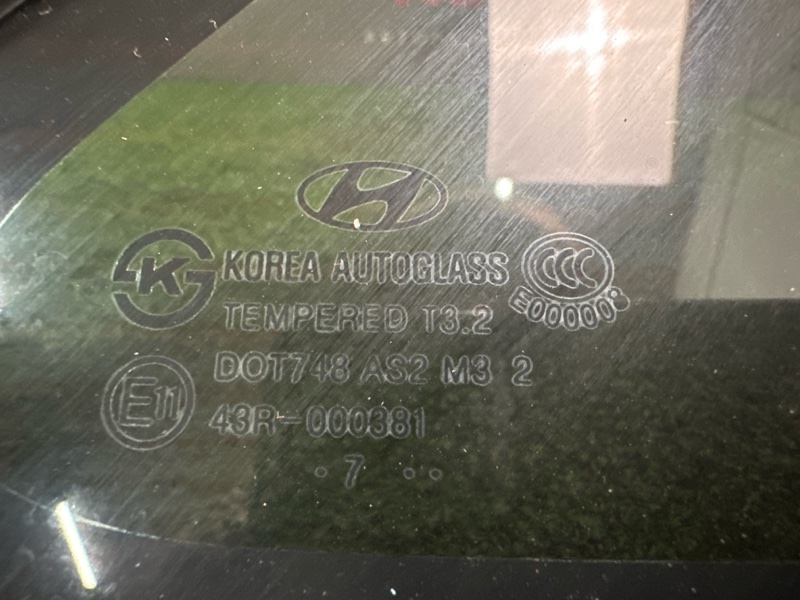 KOREA AUTOGLASS
TEMPERED T3.2
DOT748 AS2 M3 2
43R-000381
. 7 . .
K
CCC
E000008
E11